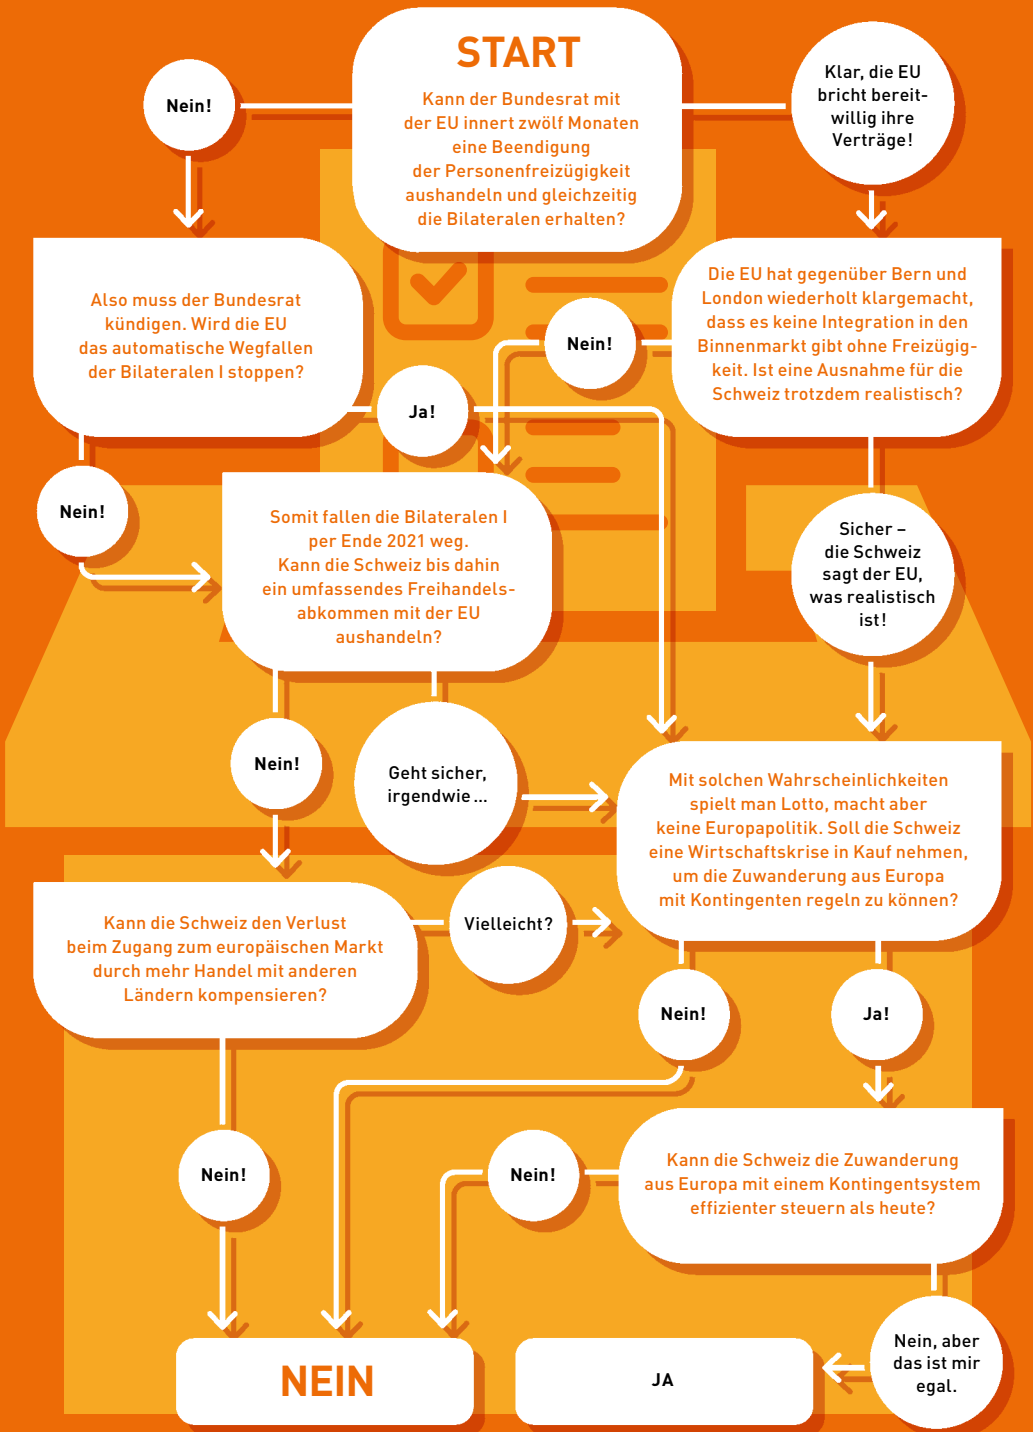 START
Kann der Bundesrat mit
der EU innert zwölf Monaten
eine Beendigung
der Personenfreizügigkeit
aushandeln und gleichzeitig
die Bilateralen erhalten?
Nein!
Klar, die EU
bricht bereit-
willig ihre
Verträge!
Also muss der Bundesrat
kündigen. Wird die EU
das automatische Wegfallen
der Bilateralen I stoppen?
Die EU hat gegenüber Bern und
London wiederholt klargemacht,
dass es keine Integration in den
Binnenmarkt gibt ohne Freizügig-
keit. Ist eine Ausnahme für die
Schweiz trotzdem realistisch?
Nein!
Ja!
Nein!
Somit fallen die Bilateralen I
per Ende 2021 weg.
Kann die Schweiz bis dahin
ein umfassendes Freihandels-
abkommen mit der EU
aushandeln?
Sicher –
die Schweiz
sagt der EU,
was realistisch
ist!
Nein!
Geht sicher,
irgendwie ...
Mit solchen Wahrscheinlichkeiten
spielt man Lotto, macht aber
keine Europapolitik. Soll die Schweiz
eine Wirtschaftskrise in Kauf nehmen,
um die Zuwanderung aus Europa
mit Kontingenten regeln zu können?
Kann die Schweiz den Verlust
beim Zugang zum europäischen Markt
durch mehr Handel mit anderen
Ländern kompensieren?
Vielleicht?
Nein!
Ja!
Kann die Schweiz die Zuwanderung
aus Europa mit einem Kontingentsystem
effizienter steuern als heute?
Nein!
Nein!
Nein, aber
das ist mir
egal.
NEIN
JA